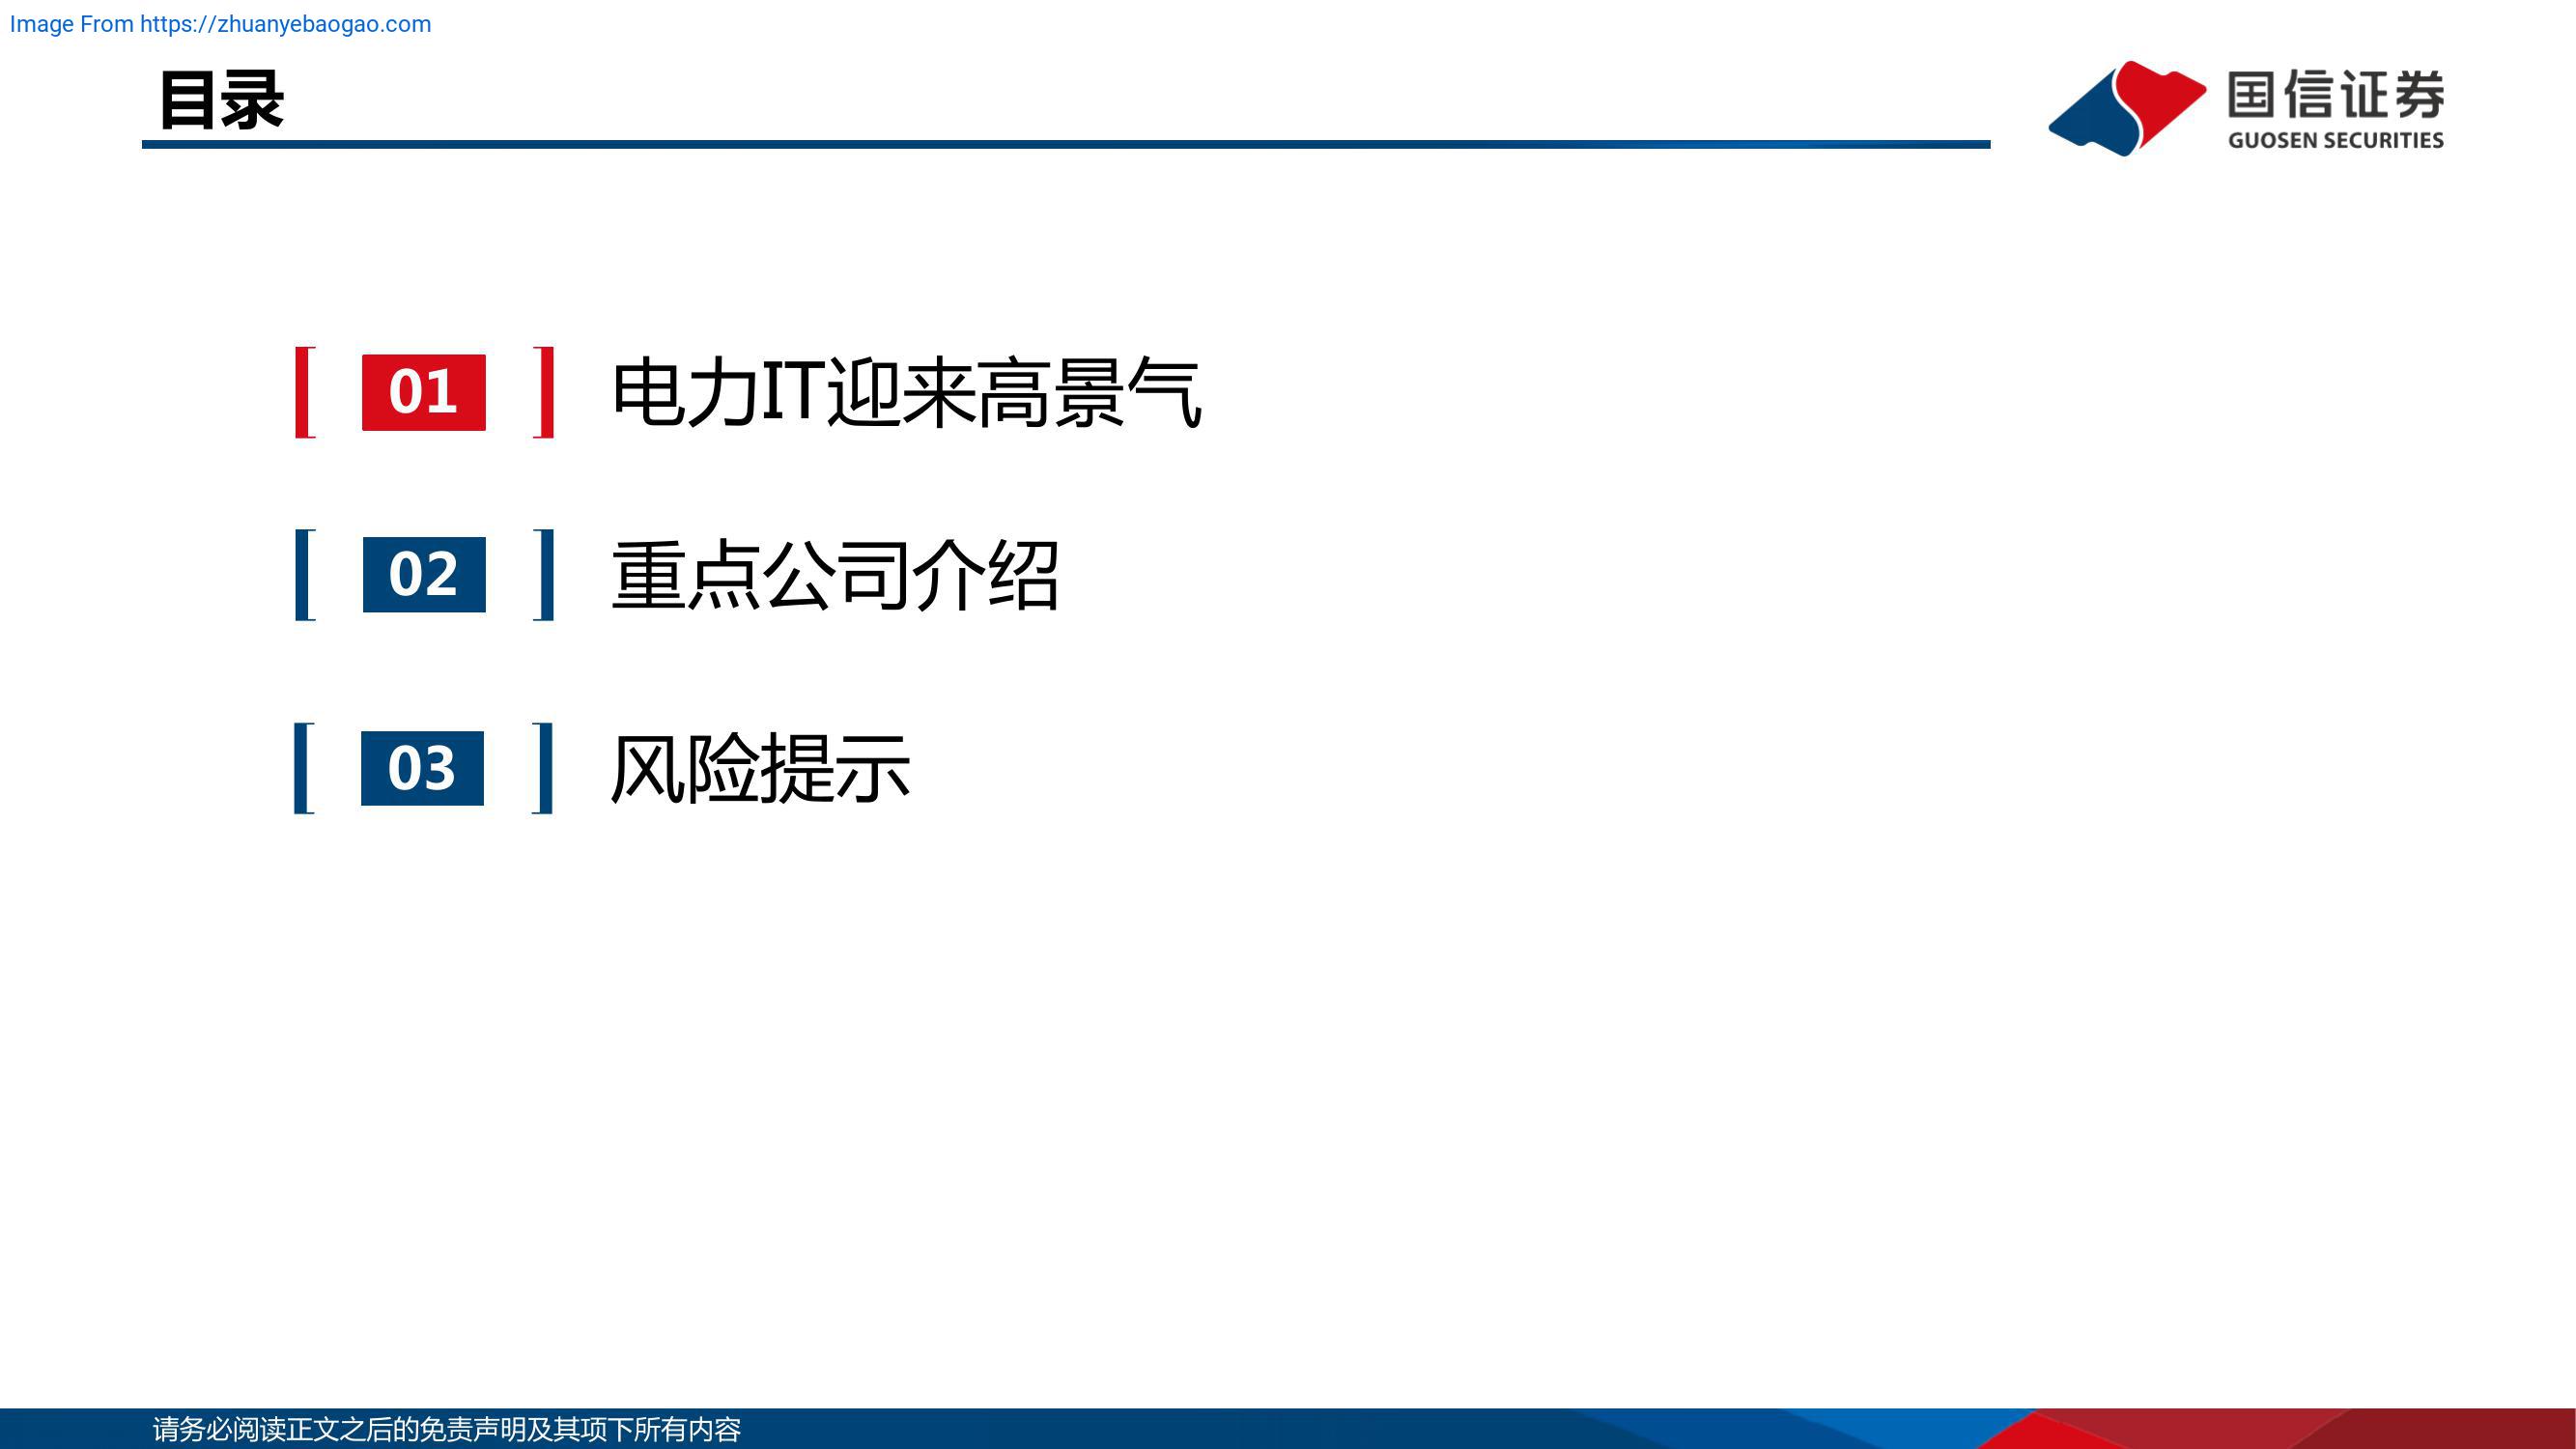 Image From https://zhuanyebaogao.com
目录
国信证券
GUOSEN SECURITIES
01 电力IT迎来高景气
02 重点公司介绍
03 风险提示
请务必阅读正文之后的免责声明及其项下所有内容